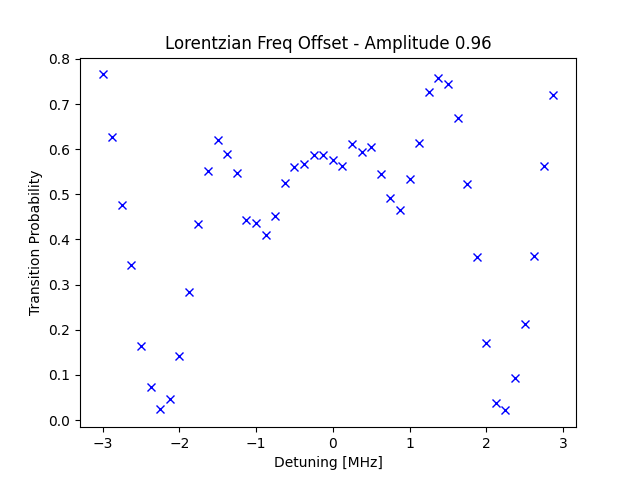 Lorentzian Freq Offset - Amplitude 0.96
Transition Probability
0.8
0.7
0.6
0.5
0.4
0.3
0.2
0.1
0.0
−3 −2 −1 0 1 2 3
Detuning [MHz]